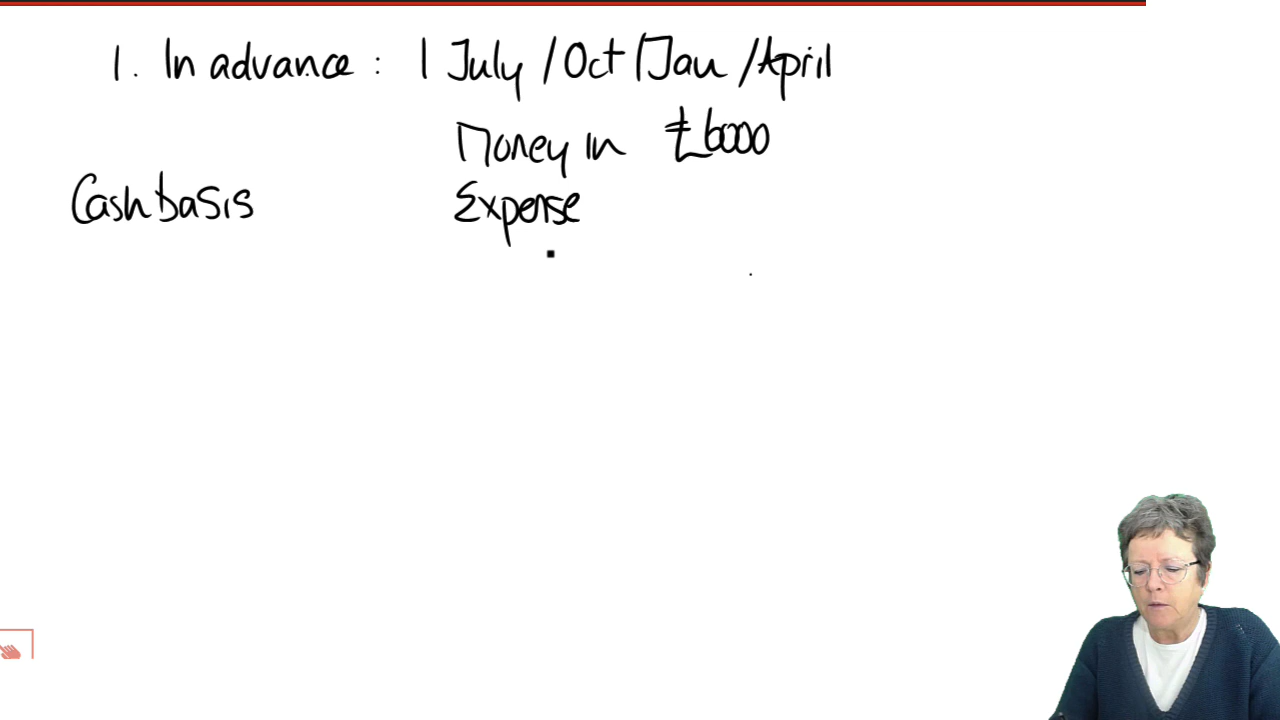 1. In advance : 1 July / Oct / Jan / April
Money in £6000
Cash basis Expense